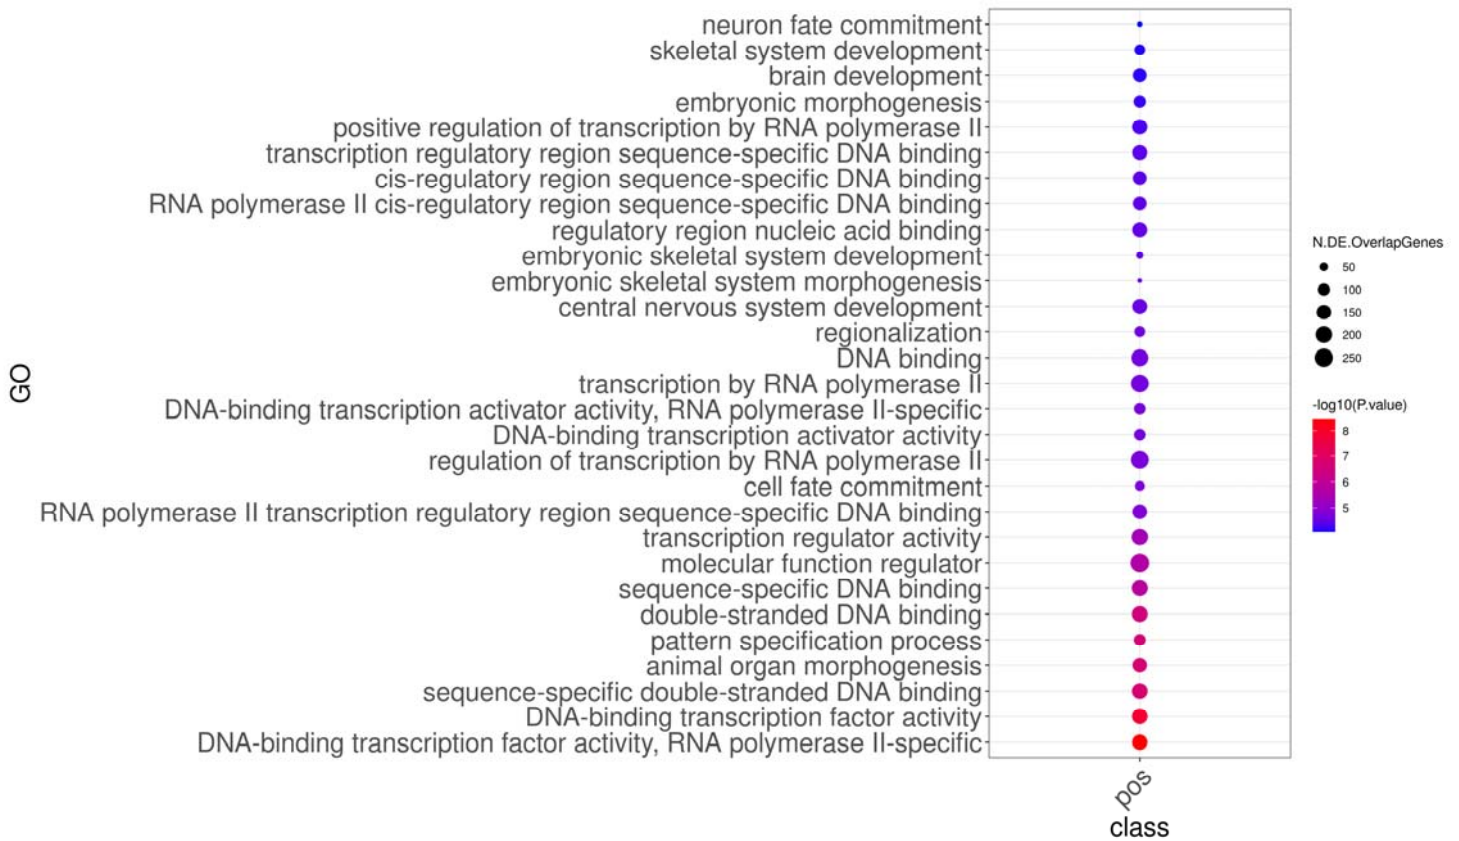 neuron fate commitment
skeletal system development
brain development
embryonic morphogenesis
positive regulation of transcription by RNA polymerase II
transcription regulatory region sequence-specific DNA binding
cis-regulatory region sequence-specific DNA binding
RNA polymerase II cis-regulatory region sequence-specific DNA binding
regulatory region nucleic acid binding
embryonic skeletal system development
embryonic skeletal system morphogenesis
central nervous system development
regionalization
DNA binding
transcription by RNA polymerase II
DNA-binding transcription activator activity, RNA polymerase II-specific
DNA-binding transcription activator activity
regulation of transcription by RNA polymerase II
cell fate commitment
RNA polymerase II transcription regulatory region sequence-specific DNA binding
transcription regulator activity
molecular function regulator
sequence-specific DNA binding
double-stranded DNA binding
pattern specification process
animal organ morphogenesis
sequence-specific double-stranded DNA binding
DNA-binding transcription factor activity
DNA-binding transcription factor activity, RNA polymerase II-specific
GO
pos
class
N.DE.OverlapGenes
50
100
150
200
250
-log10(P.value)
8
7
6
5